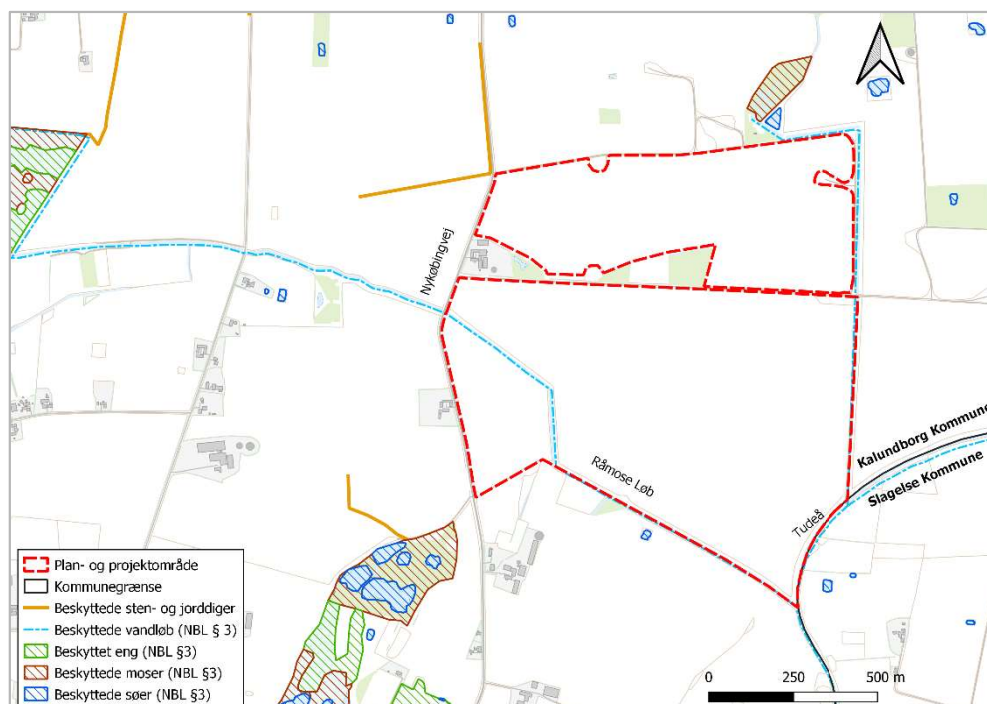 Nykøbingvej
Kalundborg Kommune
Slagelse Kommune
Råmose Løb
Tudeå
Plan- og projektområde
Kommunegrænse
Beskyttede sten- og jorddiger
Beskyttede vandløb (NBL § 3)
Beskyttet eng (NBL §3)
Beskyttede moser (NBL §3)
Beskyttede søer (NBL §3)
0 250 500 m